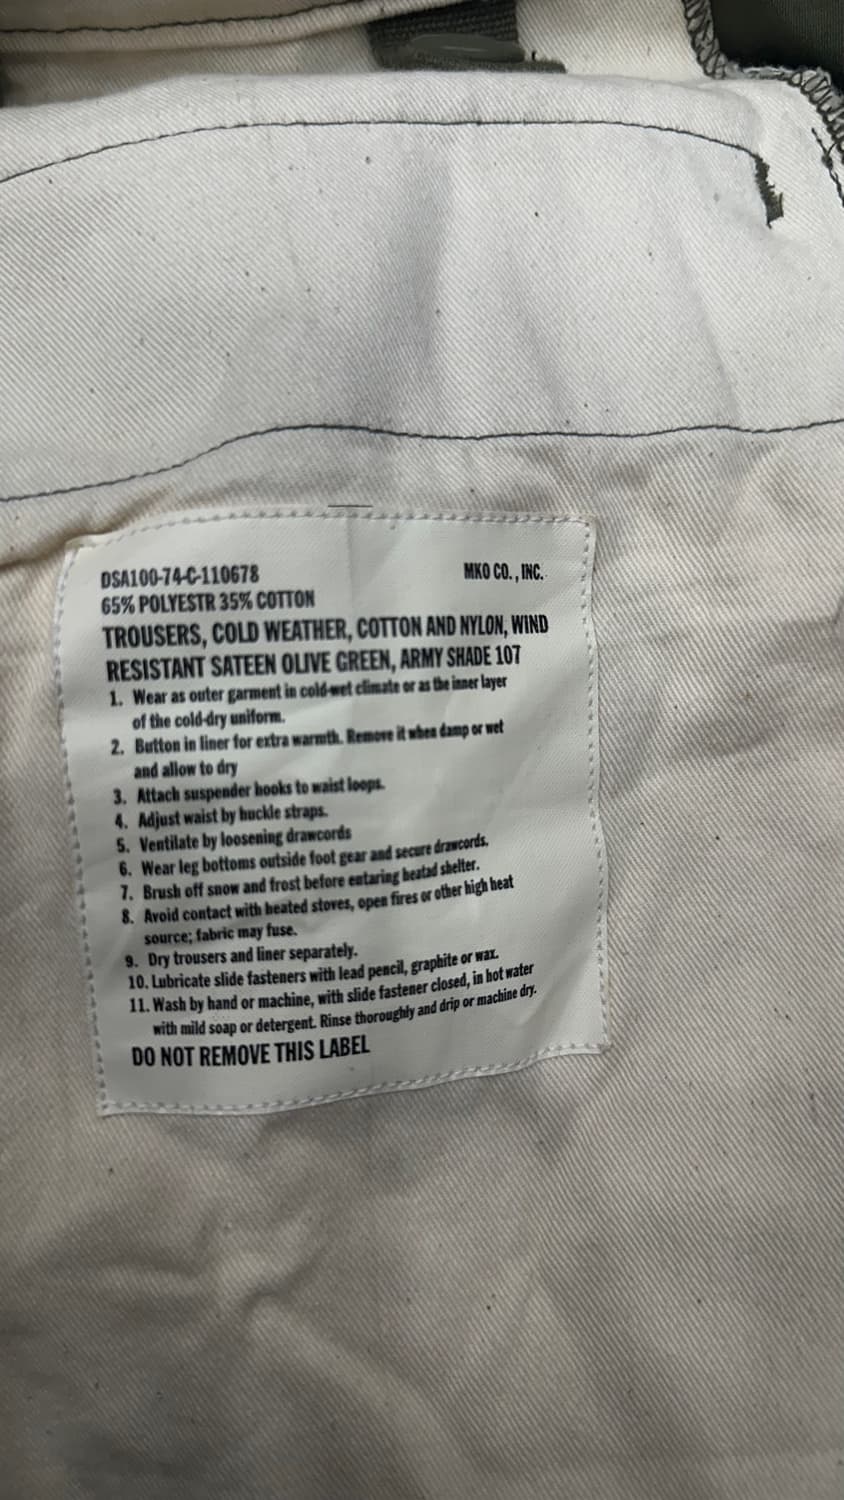 DSA100-74-C-110678 MKO CO., INC.
65% POLYESTR 35% COTTON
TROUSERS, COLD WEATHER, COTTON AND NYLON, WIND
RESISTANT SATEEN OLIVE GREEN, ARMY SHADE 107
1. Wear as outer garment in cold-wet climate or as the inner layer
of the cold-dry uniform.
2. Button in liner for extra warmth. Remove it when damp or wet
and allow to dry
3. Attach suspender hooks to waist loops.
4. Adjust waist by buckle straps.
5. Ventilate by loosening drawcords
6. Wear leg bottoms outside foot gear and secure drawcords.
7. Brush off snow and frost before entaring heatad shelter.
8. Avoid contact with heated stoves, open fires or other high heat
source; fabric may fuse.
9. Dry trousers and liner separately.
10. Lubricate slide fasteners with lead pencil, graphite or wax.
11. Wash by hand or machine, with slide fastener closed, in hot water
with mild soap or detergent. Rinse thoroughly and drip or machine dry.
DO NOT REMOVE THIS LABEL